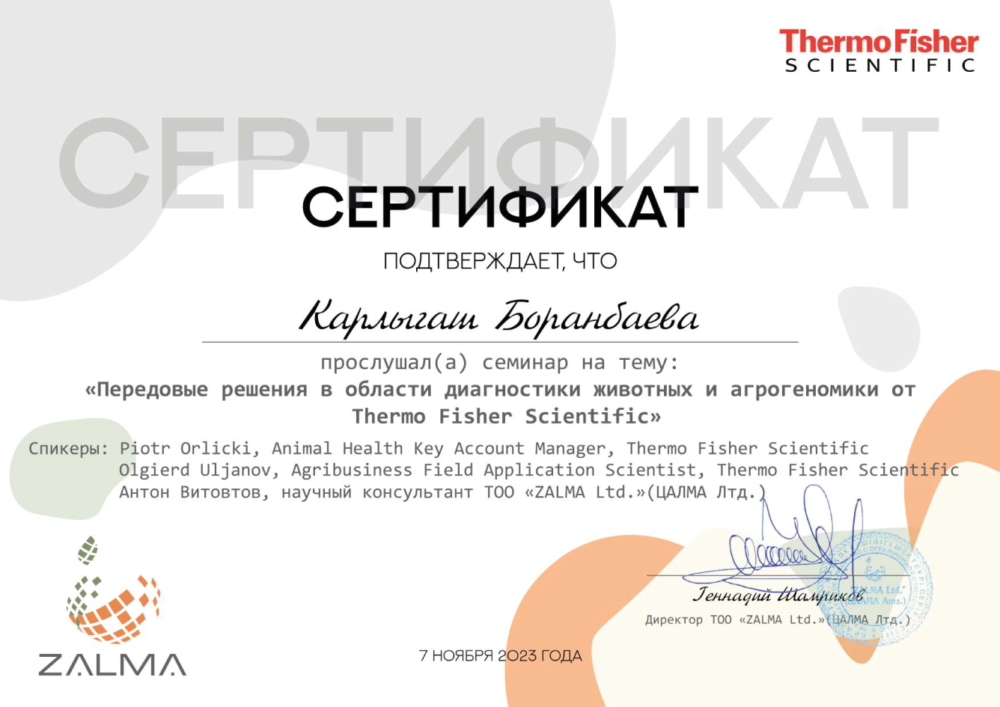 ThermoFisher
SCIENTIFIC
СЕРТИФИКАТ
СЕРТИФИКАТ
ПОДТВЕРЖДАЕТ, ЧТО
Карлыгаш Боранбаева
прослушал(а) семинар на тему:
«Передовые решения в области диагностики животных и агрогеномики от
Thermo Fisher Scientific»
Спикеры: Piotr Orlicki, Animal Health Key Account Manager, Thermo Fisher Scientific
Olgierd Uljanov, Agribusiness Field Application Scientist, Thermo Fisher Scientific
Антон Витовтов, научный консультант ТОО «ZALMA Ltd.»(ЦАЛМА Лтд.)
Геннадий Шамриков
"ZALMA Ltd."
Директор ТОО «ZALMA Ltd.»(ЦАЛМА Лтд.)
ZALMA
7 НОЯБРЯ 2023 ГОДА